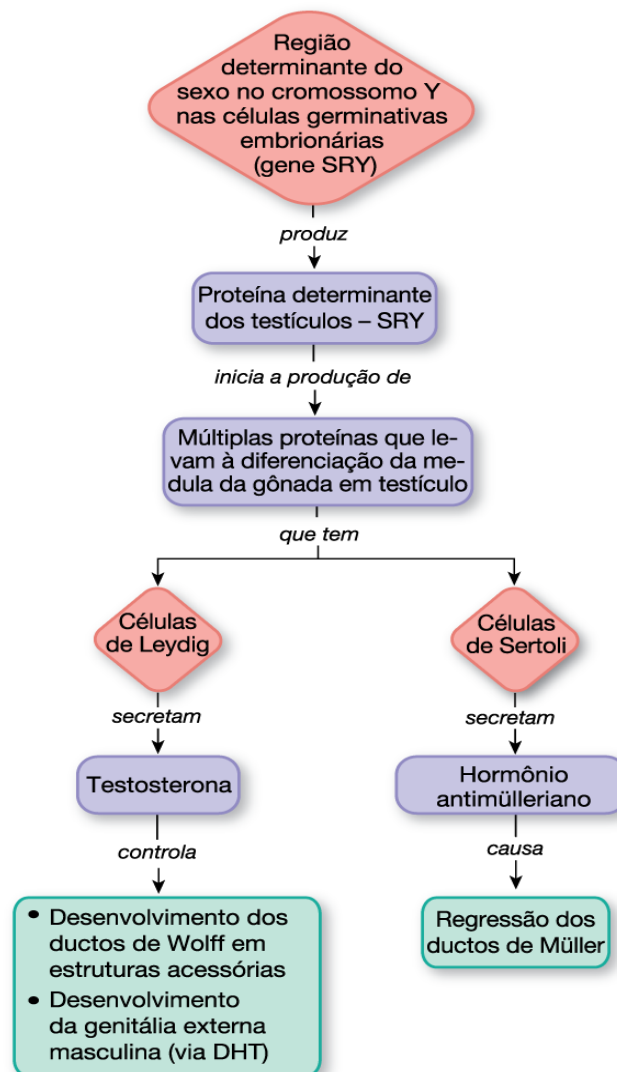 Região
determinante do
sexo no cromossomo Y
nas células germinativas
embrionárias
(gene SRY)
produz
Proteína determinante
dos testículos – SRY
inicia a produção de
Múltiplas proteínas que le-
vam à diferenciação da me-
dula da gônada em testículo
que tem
Células
de Leydig
secretam
Testosterona
controla
• Desenvolvimento dos
ductos de Wolff em
estruturas acessórias
• Desenvolvimento
da genitália externa
masculina (via DHT)
Células
de Sertoli
secretam
Hormônio
antimülleriano
causa
Regressão dos
ductos de Müller